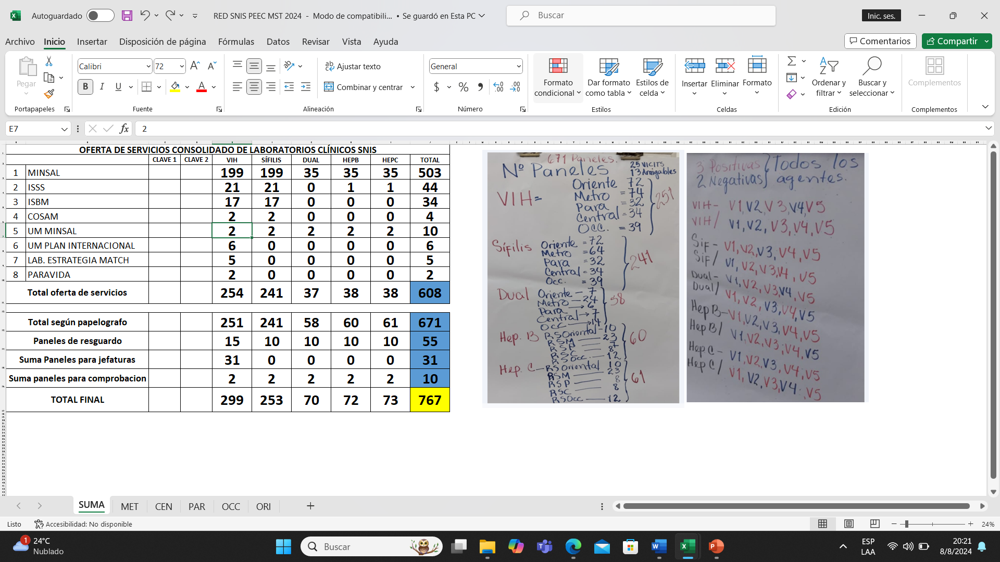 Autoguardado
RED SNIS PEEC MST 2024 - Modo de compatibili... • Se guardó en Esta PC
Buscar
Inic. ses.
Archivo Inicio Insertar Disposición de página Fórmulas Datos Revisar Vista Ayuda
Comentarios
Compartir
Pegar
Portapapeles
Calibri 72
Fuente
Ajustar texto
Combinar y centrar
Alineación
General
$ %
Número
Formato condicional
Dar formato como tabla
Estilos de celda
Estilos
Insertar Eliminar Formato
Celdas
Ordenar y filtrar
Buscar y seleccionar
Edición
Complementos
Complementos
E7 fx 2
OFERTA DE SERVICIOS CONSOLIDADO DE LABORATORIOS CLÍNICOS SNIS
CLAVE 1 CLAVE 2 VIH SÍFILIS DUAL HEPB HEPC TOTAL
1 MINSAL 199 199 35 35 35 503
2 ISSS 21 21 0 1 1 44
3 ISBM 17 17 0 0 0 34
4 COSAM 2 2 0 0 0 4
5 UM MINSAL 2 2 2 2 2 10
6 UM PLAN INTERNACIONAL 6 0 0 0 0 6
7 LAB. ESTRATEGIA MATCH 5 0 0 0 0 5
8 PARAVIDA 2 0 0 0 0 2
Total oferta de servicios 254 241 37 38 38 608
Total según papelografo 251 241 58 60 61 671
Paneles de resguardo 15 10 10 10 10 55
Suma Paneles para jefaturas 31 0 0 0 0 31
Suma paneles para comprobacion 2 2 2 2 2 10
TOTAL FINAL 299 253 70 72 73 767
671 Paneles.
Nº Paneles
25 VICITS
13 Amigables
VIH=
Oriente 72
Metro = 74
Para = 32
Central = 34
Occ. = 39
251
Sífilis
Oriente = 72
Metro = 64
Para = 32
Central = 34
Occ. = 39
241
Dual
Oriente - 7
Metro — 24
Para → 6
Central → 7
Occ → 14
58
Hep. B
RSOriental - 10
RSM — 23
RSP — 7
RSC — 8
RSOcc. — 12
60
Hep. C -
RSOriental 10
RSM — 23
RSP — 8
RSC — 8
RSOcc — 12
61
3 Positivas } Todos los
2 Negativas } agentes.
VIH - V1, V2, V3, V4, V5
VIH / V1, V2, V3, V4, V5
Sif - V1, V2, V3, V4, V5
Sif / V1, V2, V3, V4, V5
Dual - V1, V2, V3, V4, V5
Dual / V1, V2, V3, V4, V5
Hep B - V1, V2, V3, V4, V5
Hep B / V1, V2, V3, V4, V5
Hep C - V1, V2, V3, V4, V5
Hep C / V1, V2, V3, V4, V5
SUMA MET CEN PAR OCC ORI
Listo
Accesibilidad: No disponible
24%
1
24°C
Nublado
Buscar
ESP
LAA
20:21
8/8/2024